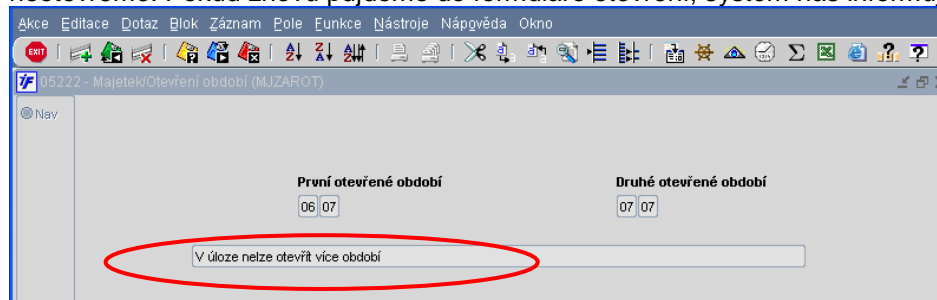 Akce Editace Dotaz Blok Záznam Pole Funkce Nástroje Nápověda Okno
EXIT
05222 - Majetek/Otevření období (MJZAROT)
Nav
První otevřené období Druhé otevřené období
06 07 07 07
V úloze nelze otevřít více období